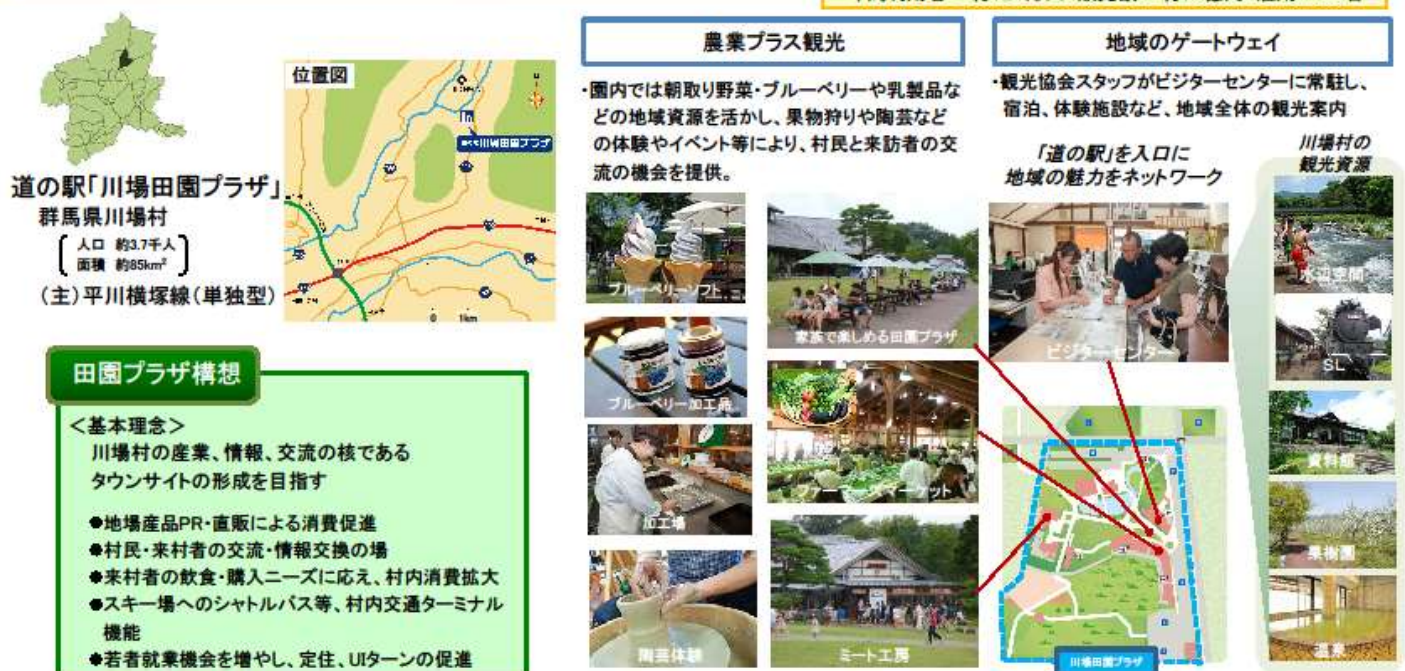 位置図
川場田園プラザ
道の駅「川場田園プラザ」
群馬県川場村
人口 約3.7千人
面積 約85km²
(主)平川横塚線(単独型)
0 1km
田園プラザ構想
＜基本理念＞
川場村の産業、情報、交流の核である
タウンサイトの形成を目指す
●地場産品PR・直販による消費促進
●村民・来村者の交流・情報交換の場
●来村者の飲食・購入ニーズに応え、村内消費拡大
●スキー場へのシャトルバス等、村内交通ターミナル
機能
●若者就業機会を増やし、定住、UIターンの促進
農業プラス観光
・園内では朝取り野菜・ブルーベリーや乳製品な
どの地域資源を活かし、果物狩りや陶芸など
の体験やイベント等により、村民と来訪者の交
流の機会を提供。
ブルーベリーソフト
家族で楽しめる田園プラザ
ブルーベリー加工品
ファーマーズマーケット
加工場
陶芸体験
ミート工房
地域のゲートウェイ
・観光協会スタッフがビジターセンターに常駐し、
宿泊、体験施設など、地域全体の観光案内
「道の駅」を入口に
地域の魅力をネットワーク
ビジターセンター
川場村の
観光資源
水辺空間
SL
資料館
果樹園
温泉
川場田園プラザ